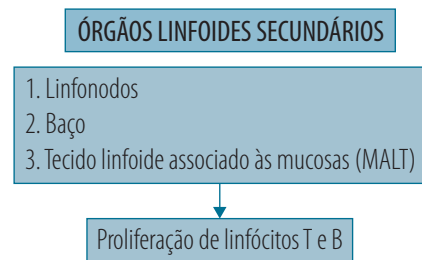 ÓRGÃOS LINFOIDES SECUNDÁRIOS
1. Linfonodos
2. Baço
3. Tecido linfoide associado às mucosas (MALT)
Proliferação de linfócitos T e B